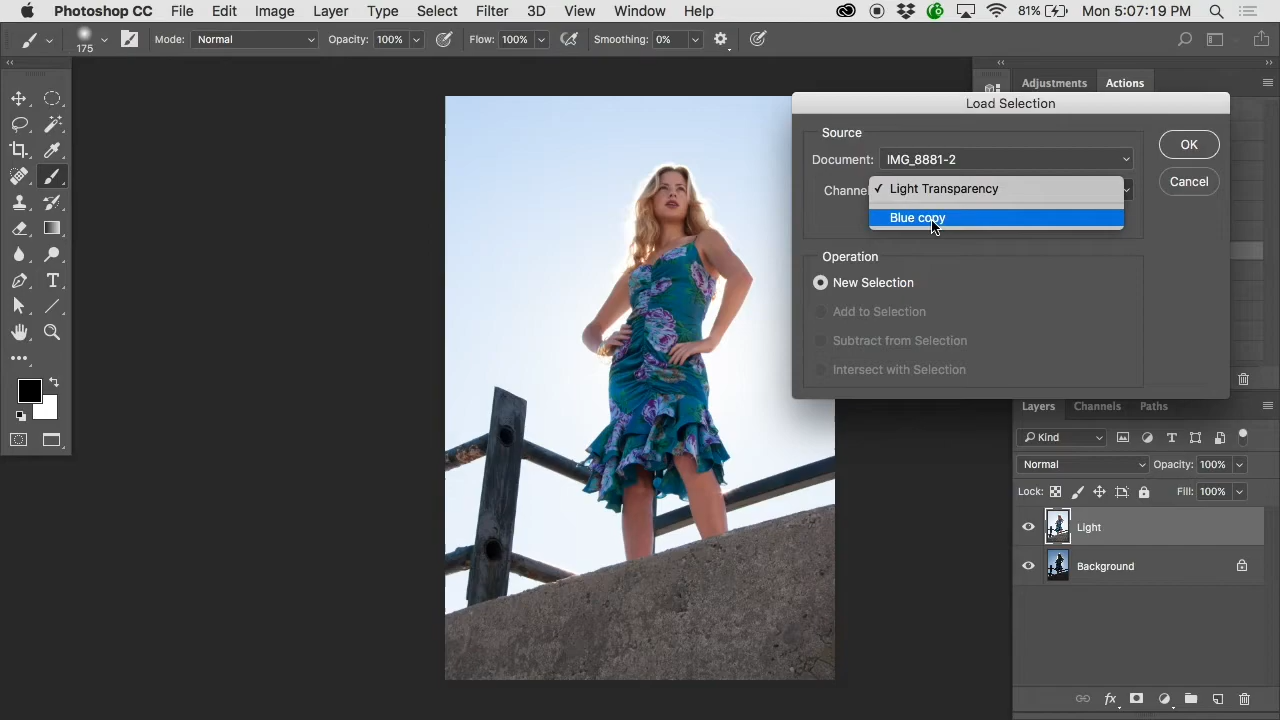 Photoshop CC File Edit Image Layer Type Select Filter 3D View Window Help 81% Mon 5:07:19 PM
175 Mode: Normal Opacity: 100% Flow: 100% Smoothing: 0%
Adjustments Actions
Load Selection
Source
Document: IMG_8881-2
Channe
Light Transparency
Blue copy
OK
Cancel
Operation
New Selection
Add to Selection
Subtract from Selection
Intersect with Selection
Layers Channels Paths
Kind
Normal Opacity: 100%
Lock: Fill: 100%
Light
Background